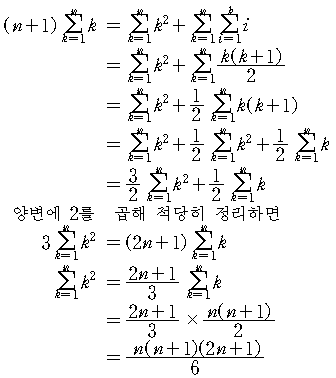 (n+1) ∑_{k=1}^{n} k = ∑_{k=1}^{n} k² + ∑_{k=1}^{n} ∑_{i=1}^{k} i
= ∑_{k=1}^{n} k² + ∑_{k=1}^{n} k(k+1)/2
= ∑_{k=1}^{n} k² + 1/2 ∑_{k=1}^{n} k(k+1)
= ∑_{k=1}^{n} k² + 1/2 ∑_{k=1}^{n} k² + 1/2 ∑_{k=1}^{n} k
= 3/2 ∑_{k=1}^{n} k² + 1/2 ∑_{k=1}^{n} k
양변에 2를 곱해 적당히 정리하면
3 ∑_{k=1}^{n} k² = (2n+1) ∑_{k=1}^{n} k
∑_{k=1}^{n} k² = (2n+1)/3 ∑_{k=1}^{n} k
= (2n+1)/3 × n(n+1)/2
= n(n+1)(2n+1)/6